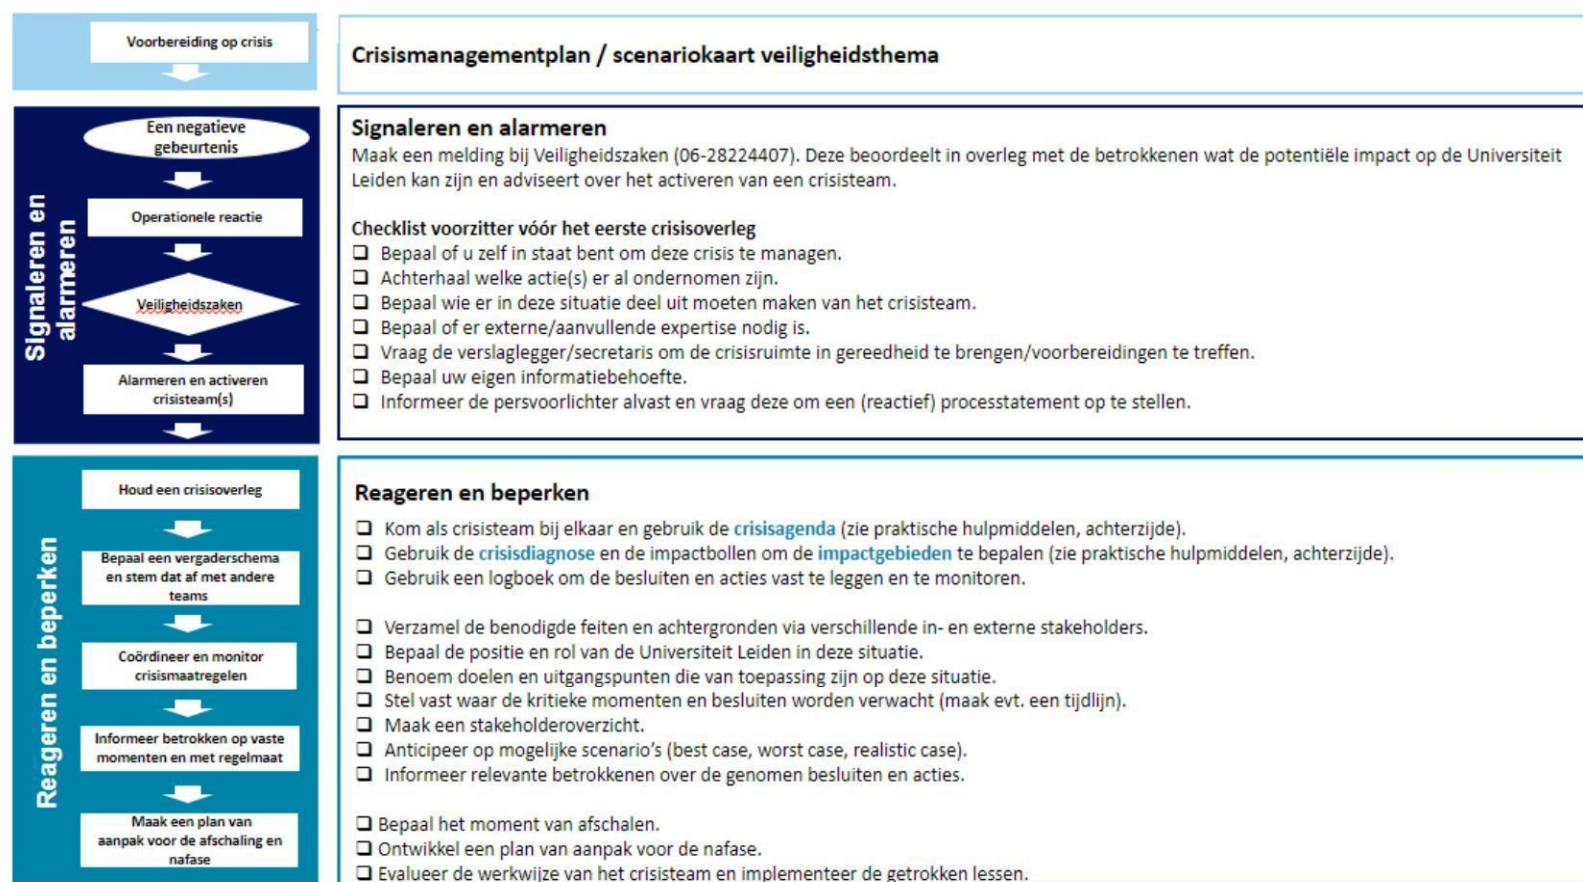 Voorbereiding op crisis
Crisismanagementplan / scenariokaart veiligheidsthema
Signaleren en
alarmeren
Een negatieve
gebeurtenis
Operationele reactie
Veiligheidszaken
Alarmeren en activeren
crisisteam(s)
Signaleren en alarmeren
Maak een melding bij Veiligheidszaken (06-28224407). Deze beoordeelt in overleg met de betrokkenen wat de potentiële impact op de Universiteit
Leiden kan zijn en adviseert over het activeren van een crisisteam.
Checklist voorzitter vóór het eerste crisisoverleg
❑ Bepaal of u zelf in staat bent om deze crisis te managen.
❑ Achterhaal welke actie(s) er al ondernomen zijn.
❑ Bepaal wie er in deze situatie deel uit moeten maken van het crisisteam.
❑ Bepaal of er externe/aanvullende expertise nodig is.
❑ Vraag de verslaglegger/secretaris om de crisisruimte in gereedheid te brengen/voorbereidingen te treffen.
❑ Bepaal uw eigen informatiebehoefte.
❑ Informeer de persvoorlichter alvast en vraag deze om een (reactief) processtatement op te stellen.
Reageren en beperken
Houd een crisisoverleg
Bepaal een vergaderschema
en stem dat af met andere
teams
Coördineer en monitor
crisismaatregelen
Informeer betrokken op vaste
momenten en met regelmaat
Maak een plan van
aanpak voor de afschaling en
nafase
Reageren en beperken
❑ Kom als crisisteam bij elkaar en gebruik de crisisagenda (zie praktische hulpmiddelen, achterzijde).
❑ Gebruik de crisisdiagnose en de impactbollen om de impactgebieden te bepalen (zie praktische hulpmiddelen, achterzijde).
❑ Gebruik een logboek om de besluiten en acties vast te leggen en te monitoren.
❑ Verzamel de benodigde feiten en achtergronden via verschillende in- en externe stakeholders.
❑ Bepaal de positie en rol van de Universiteit Leiden in deze situatie.
❑ Benoem doelen en uitgangspunten die van toepassing zijn op deze situatie.
❑ Stel vast waar de kritieke momenten en besluiten worden verwacht (maak evt. een tijdlijn).
❑ Maak een stakeholderoverzicht.
❑ Anticipeer op mogelijke scenario's (best case, worst case, realistic case).
❑ Informeer relevante betrokkenen over de genomen besluiten en acties.
❑ Bepaal het moment van afschalen.
❑ Ontwikkel een plan van aanpak voor de nafase.
❑ Evalueer de werkwijze van het crisisteam en implementeer de getrokken lessen.